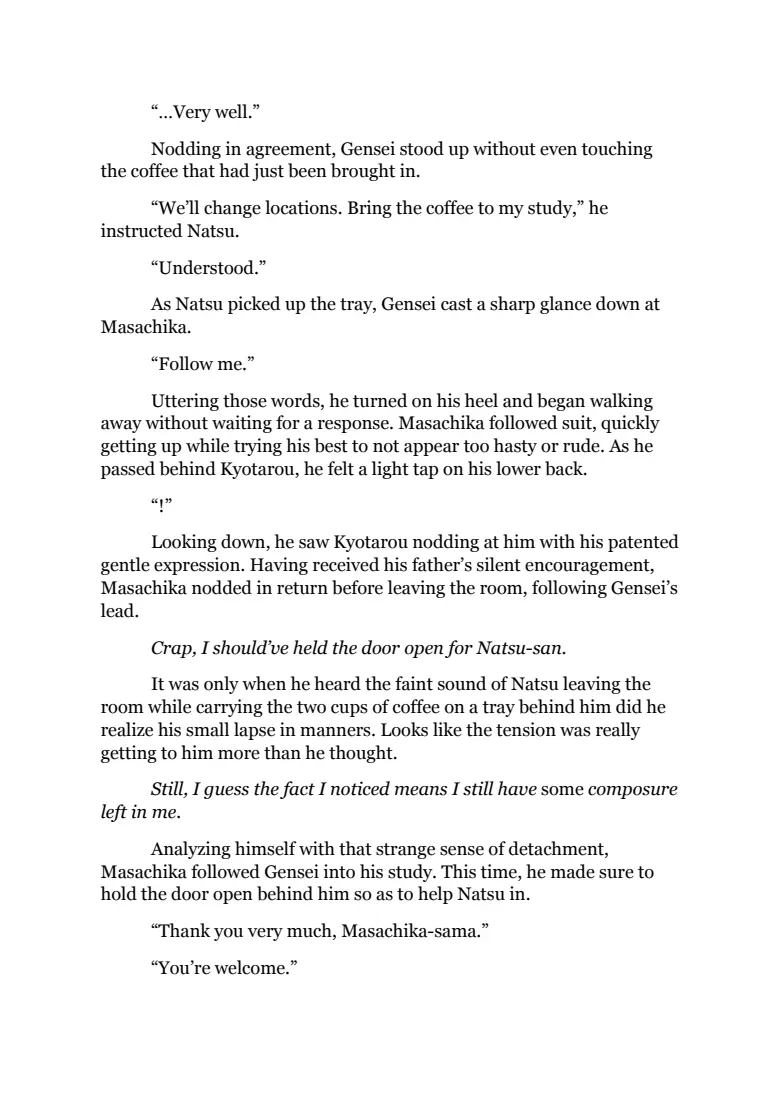 “…Very well.”
Nodding in agreement, Gensei stood up without even touching
the coffee that had just been brought in.
“We’ll change locations. Bring the coffee to my study,” he
instructed Natsu.
“Understood.”
As Natsu picked up the tray, Gensei cast a sharp glance down at
Masachika.
“Follow me.”
Uttering those words, he turned on his heel and began walking
away without waiting for a response. Masachika followed suit, quickly
getting up while trying his best to not appear too hasty or rude. As he
passed behind Kyotarou, he felt a light tap on his lower back.
“!”
Looking down, he saw Kyotarou nodding at him with his patented
gentle expression. Having received his father’s silent encouragement,
Masachika nodded in return before leaving the room, following Gensei’s
lead.
Crap, I should’ve held the door open for Natsu-san.
It was only when he heard the faint sound of Natsu leaving the
room while carrying the two cups of coffee on a tray behind him did he
realize his small lapse in manners. Looks like the tension was really
getting to him more than he thought.
Still, I guess the fact I noticed means I still have some composure
left in me.
Analyzing himself with that strange sense of detachment,
Masachika followed Gensei into his study. This time, he made sure to
hold the door open behind him so as to help Natsu in.
“Thank you very much, Masachika-sama.”
“You’re welcome.”